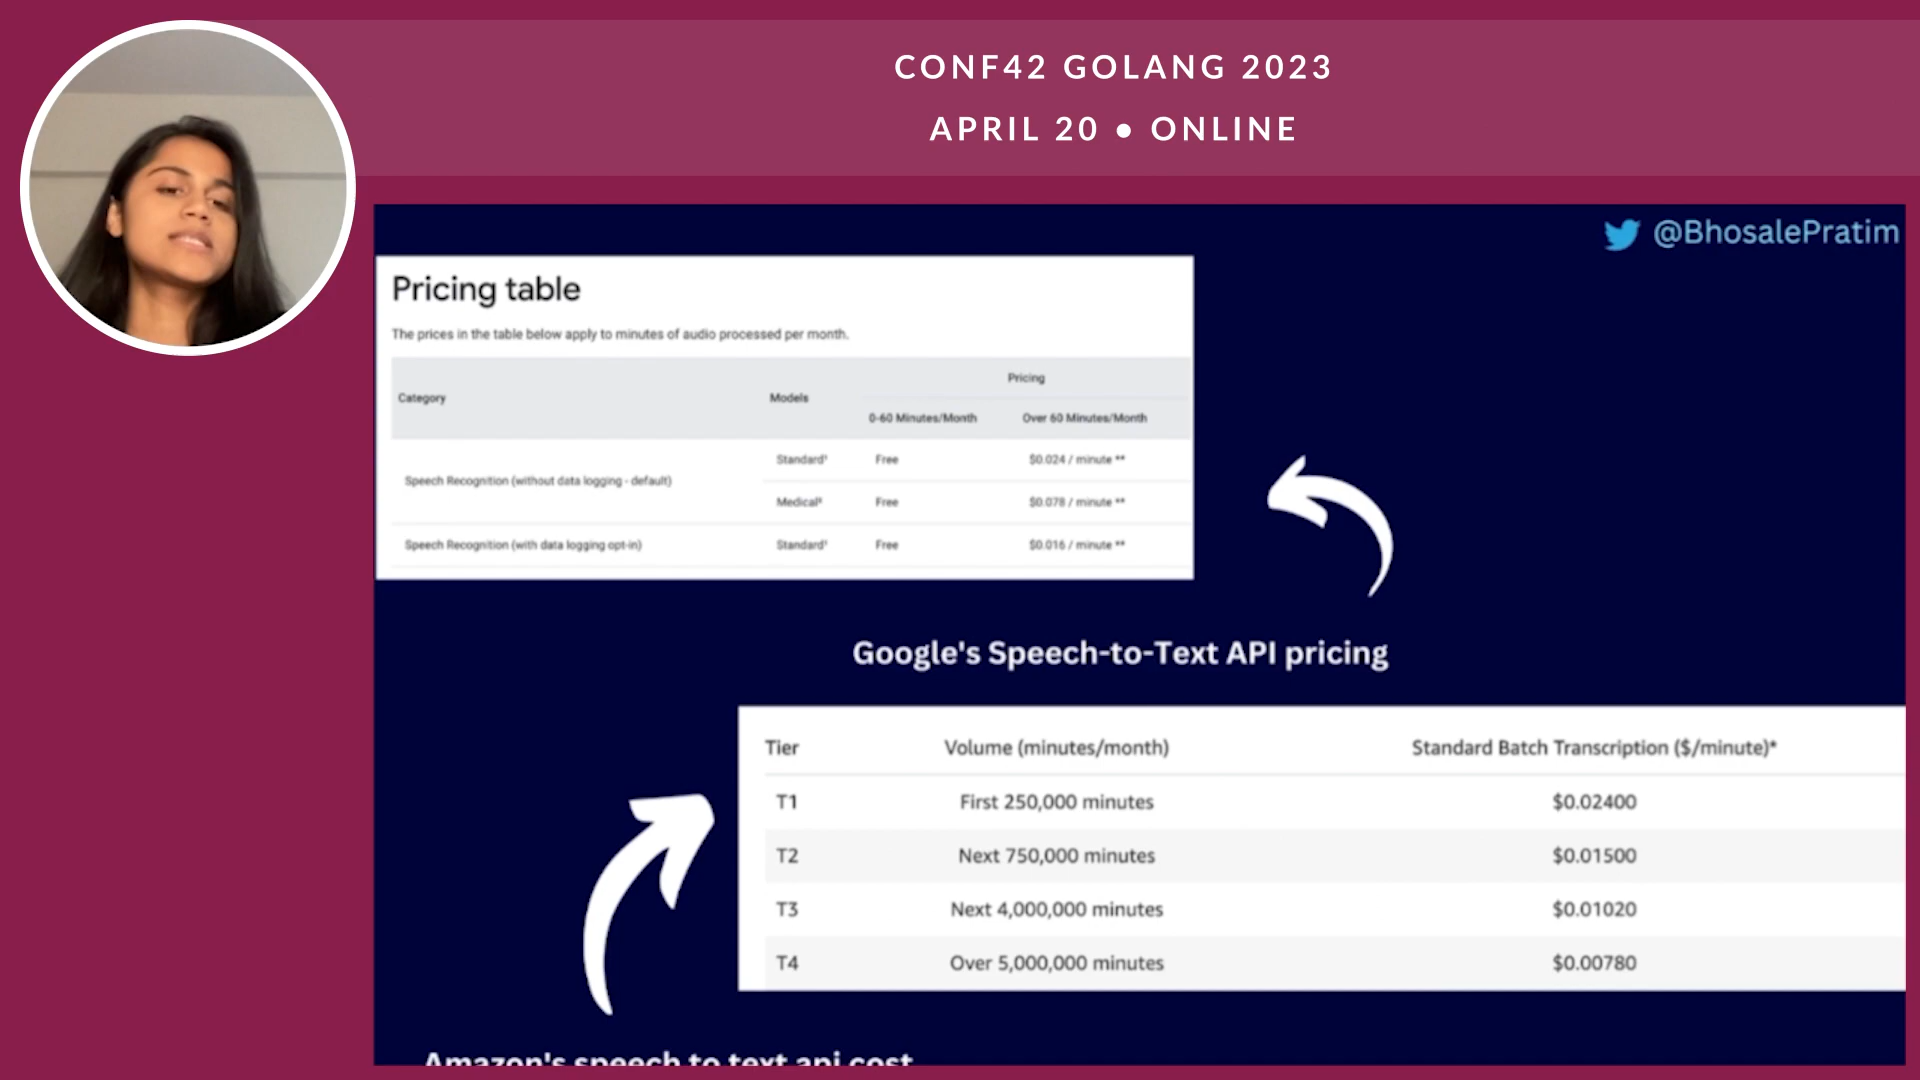 CONF42 GOLANG 2023
APRIL 20 • ONLINE
@BhosalePratim
Pricing table
The prices in the table below apply to minutes of audio processed per month.
Category Models Pricing
0-60 Minutes/Month Over 60 Minutes/Month
Speech Recognition (without data logging - default)
Standard¹ Free $0.024 / minute **
Medical² Free $0.078 / minute **
Speech Recognition (with data logging opt-in) Standard¹ Free $0.016 / minute **
Google's Speech-to-Text API pricing
Tier Volume (minutes/month) Standard Batch Transcription ($/minute)*
T1 First 250,000 minutes $0.02400
T2 Next 750,000 minutes $0.01500
T3 Next 4,000,000 minutes $0.01020
T4 Over 5,000,000 minutes $0.00780
Amazon's speech to text api cost